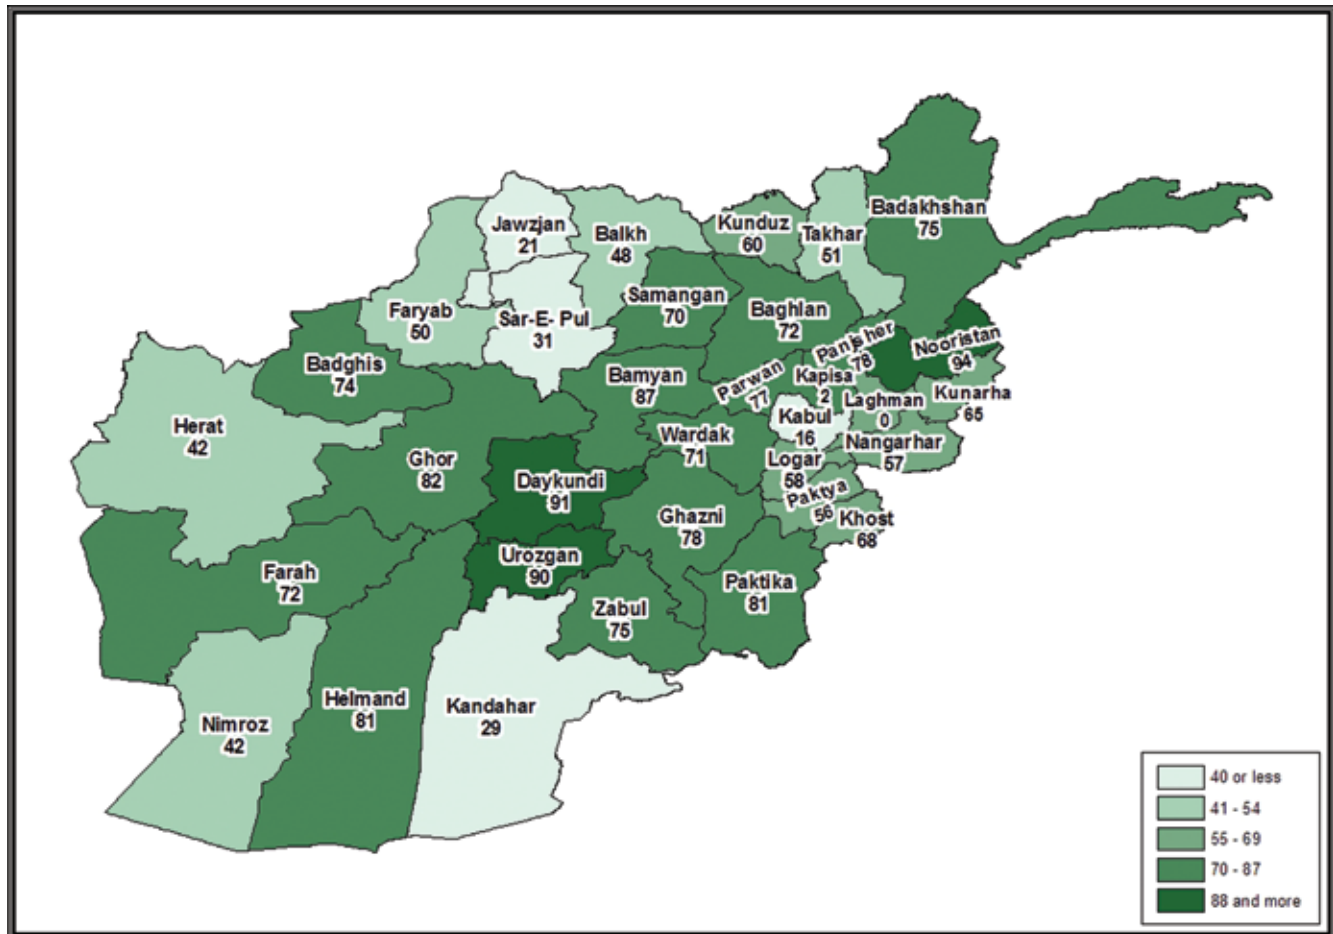 Jawzjan
21
Balkh
48
Kunduz
60
Takhar
51
Badakhshan
75
Faryab
50
Sar-E- Pul
31
Samangan
70
Baghlan
72
Panjsher
78
Nooristan
94
Badghis
74
Bamyan
87
Parwan
77
Kapisa
2
Laghman
0
Kunarha
65
Herat
42
Ghor
82
Wardak
71
Kabul
16
Nangarhar
57
Logar
58
Daykundi
91
Ghazni
78
Paktya
56
Khost
68
Urozgan
90
Farah
72
Zabul
75
Paktika
81
Nimroz
42
Helmand
81
Kandahar
29
40 or less
41 - 54
55 - 69
70 - 87
88 and more